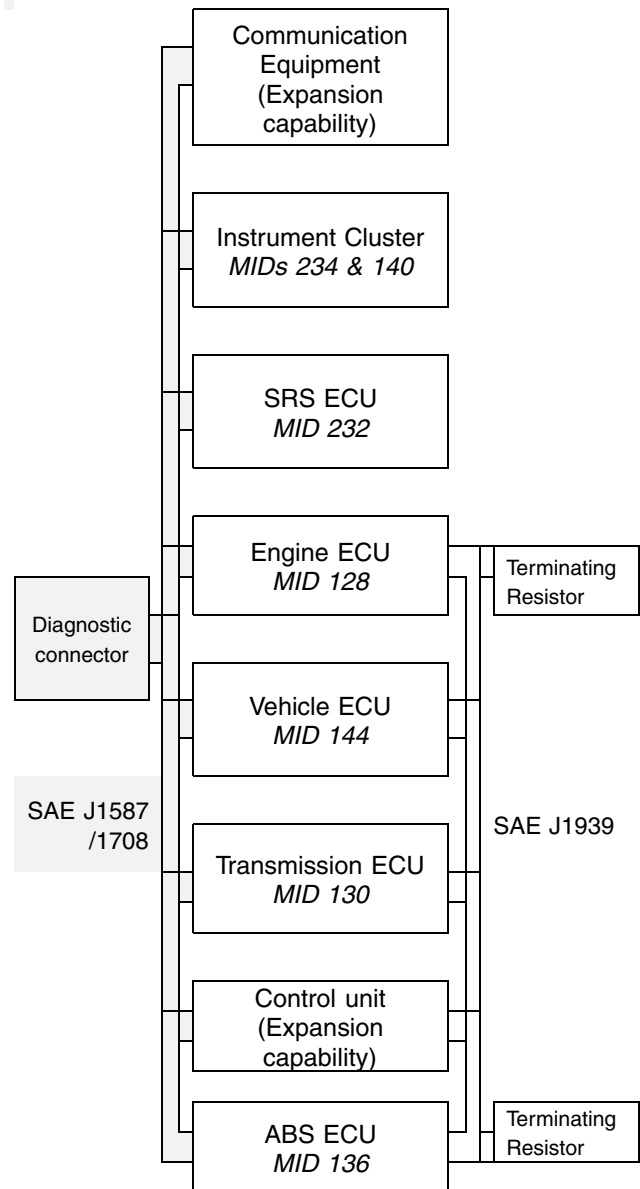 Communication
Equipment
(Expansion
capability)
Instrument Cluster
MIDs 234 & 140
SRS ECU
MID 232
Engine ECU
MID 128
Terminating
Resistor
Diagnostic
connector
Vehicle ECU
MID 144
SAE J1587
/1708
SAE J1939
Transmission ECU
MID 130
Control unit
(Expansion
capability)
ABS ECU
MID 136
Terminating
Resistor